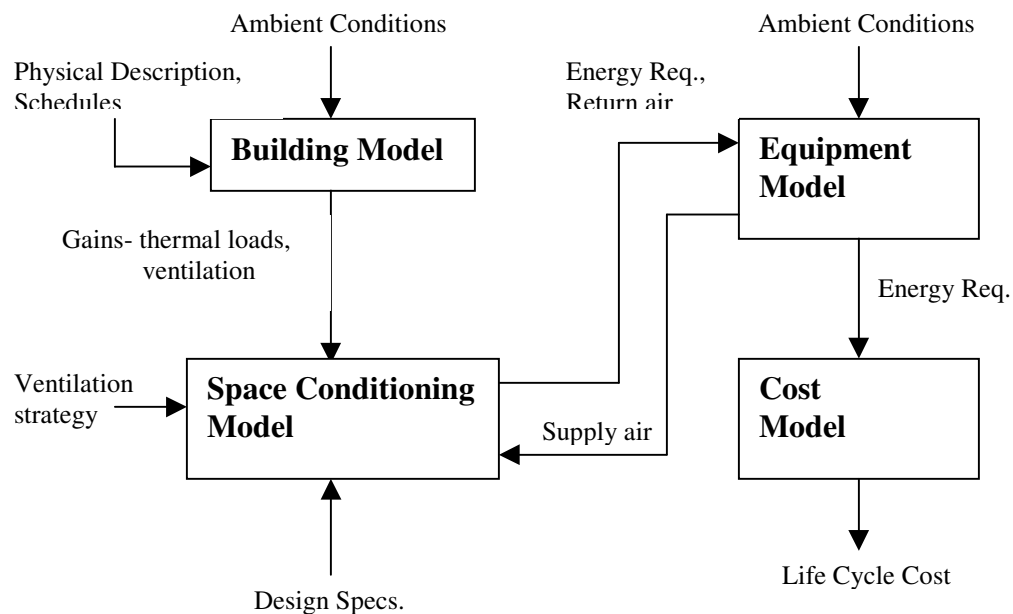 Ambient Conditions
Ambient Conditions
Physical Description,
Schedules
Energy Req.,
Return air
Building Model
Equipment
Model
Gains- thermal loads,
ventilation
Energy Req.
Ventilation
strategy
Space Conditioning
Model
Supply air
Cost
Model
Life Cycle Cost
Design Specs.